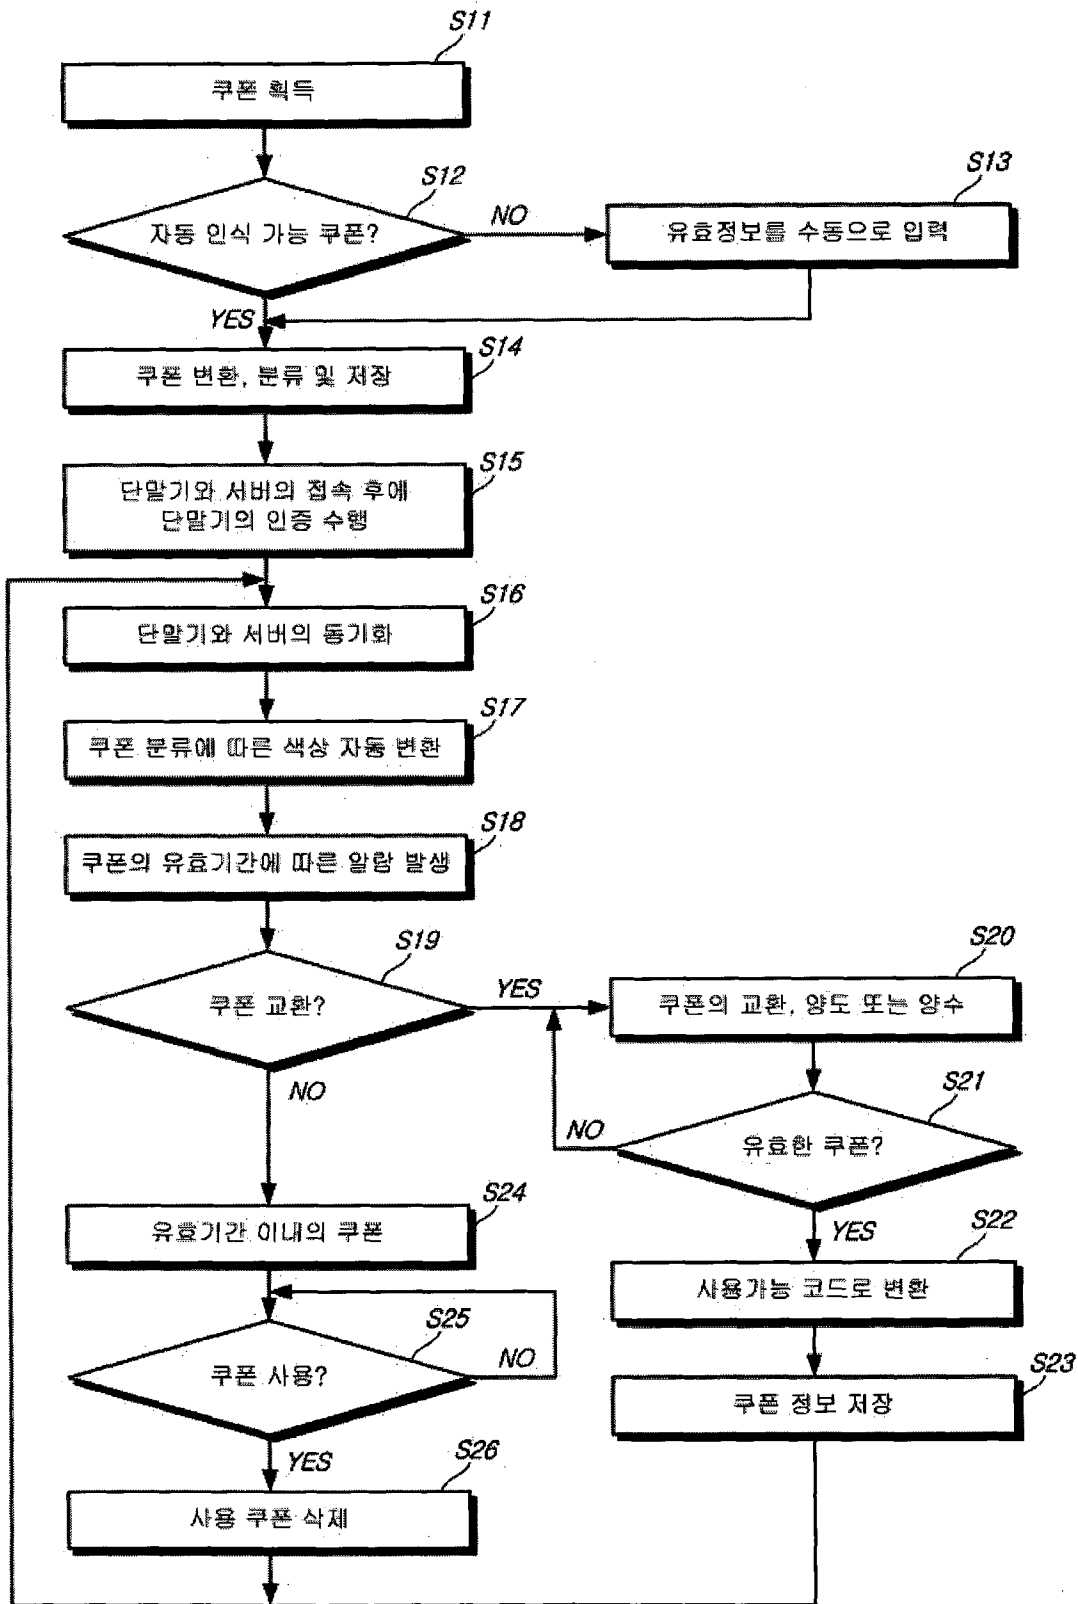 S11
쿠폰 획득
S12
자동 인식 가능 쿠폰?
NO
S13
유효정보를 수동으로 입력
YES
S14
쿠폰 변환, 분류 및 저장
S15
단말기와 서버의 접속 후에
단말기의 인증 수행
S16
단말기와 서버의 동기화
S17
쿠폰 분류에 따른 색상 자동 변환
S18
쿠폰의 유효기간에 따른 알람 발생
S19
쿠폰 교환?
YES
S20
쿠폰의 교환, 양도 또는 양수
NO
S21
유효한 쿠폰?
NO
YES
S24
유효기간 이내의 쿠폰
S22
사용가능 코드로 변환
S25
쿠폰 사용?
NO
S23
쿠폰 정보 저장
YES
S26
사용 쿠폰 삭제